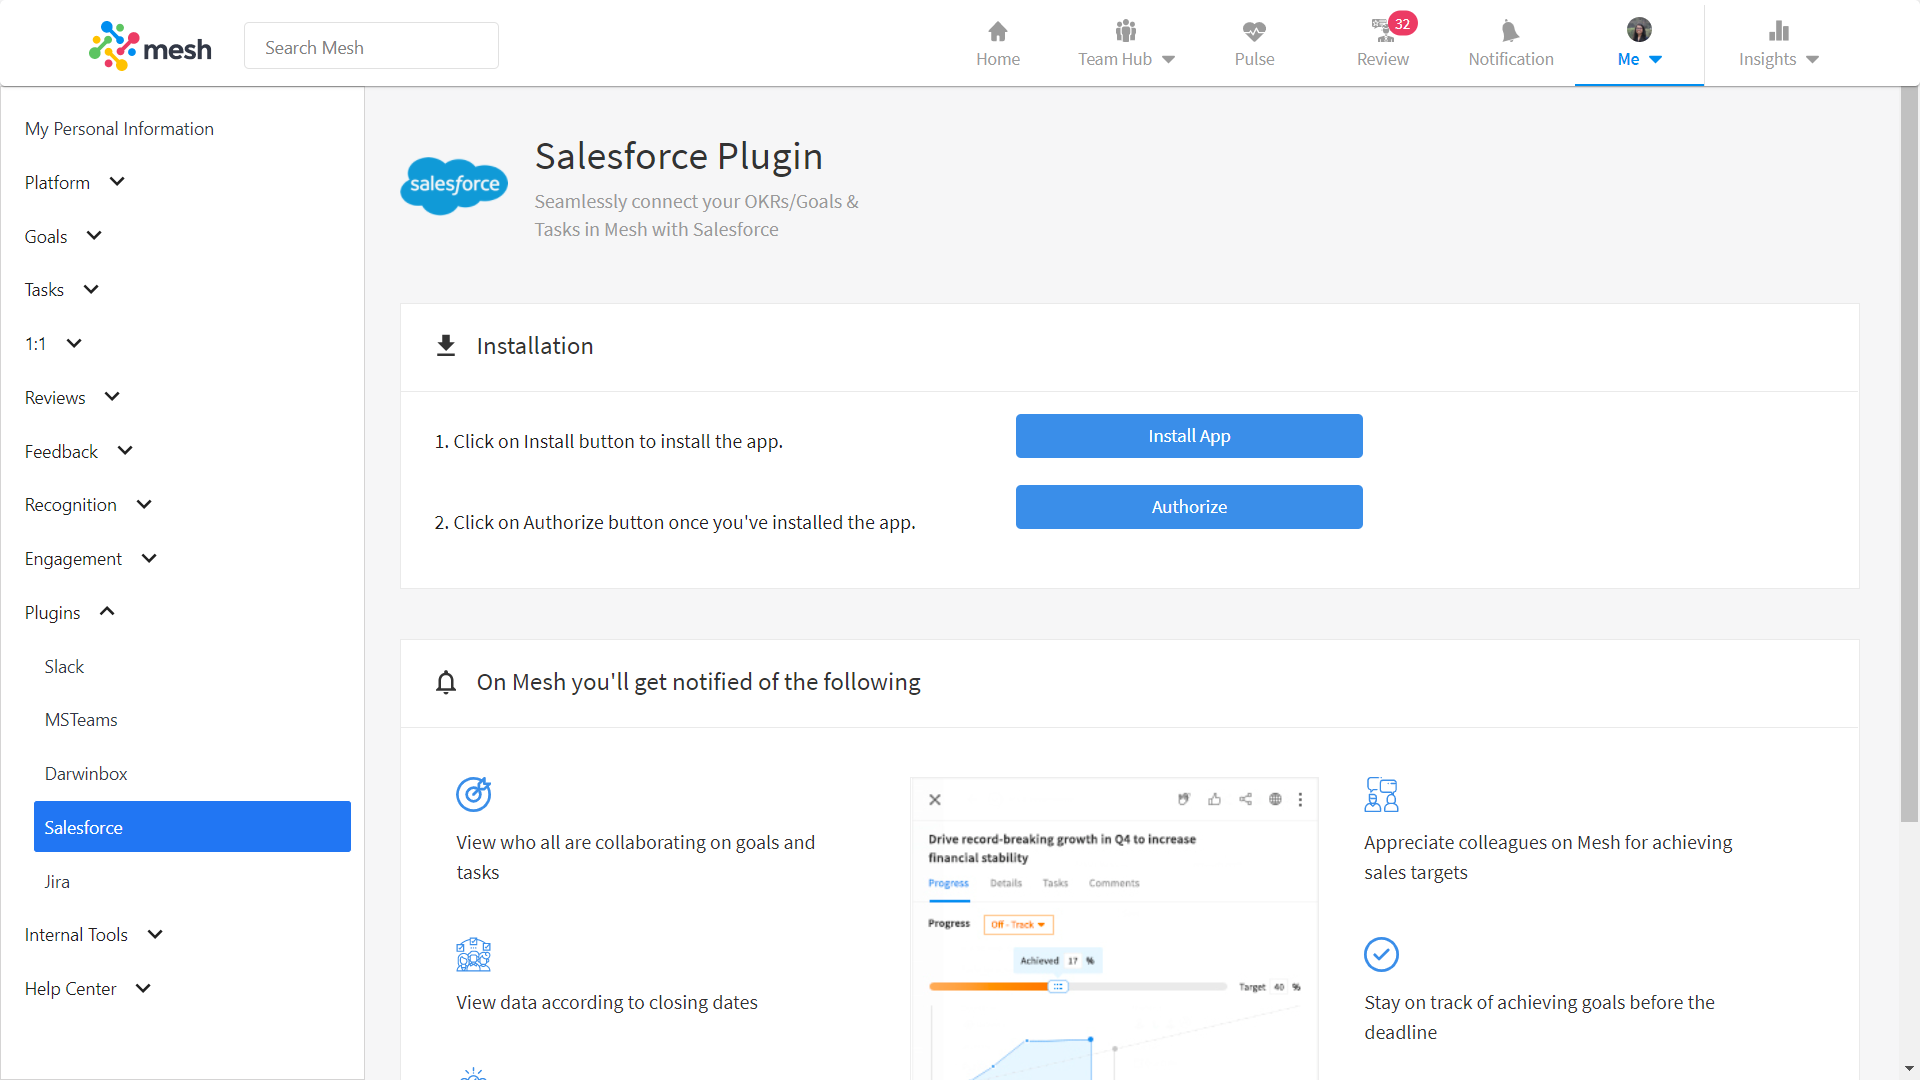 mesh
Search Mesh
Home
Team Hub
Pulse
32
Review
Notification
Me
Insights
My Personal Information
Platform
Goals
Tasks
1:1
Reviews
Feedback
Recognition
Engagement
Plugins
Slack
MSTeams
Darwinbox
Salesforce
Jira
Internal Tools
Help Center
salesforce
Salesforce Plugin
Seamlessly connect your OKRs/Goals &
Tasks in Mesh with Salesforce
Installation
1. Click on Install button to install the app.
Install App
2. Click on Authorize button once you've installed the app.
Authorize
On Mesh you'll get notified of the following
View who all are collaborating on goals and
tasks
View data according to closing dates
Drive record-breaking growth in Q4 to increase
financial stability
Progress Details Tasks Comments
Progress Off - Track
Achieved 17 %
Target 40 %
Appreciate colleagues on Mesh for achieving
sales targets
Stay on track of achieving goals before the
deadline